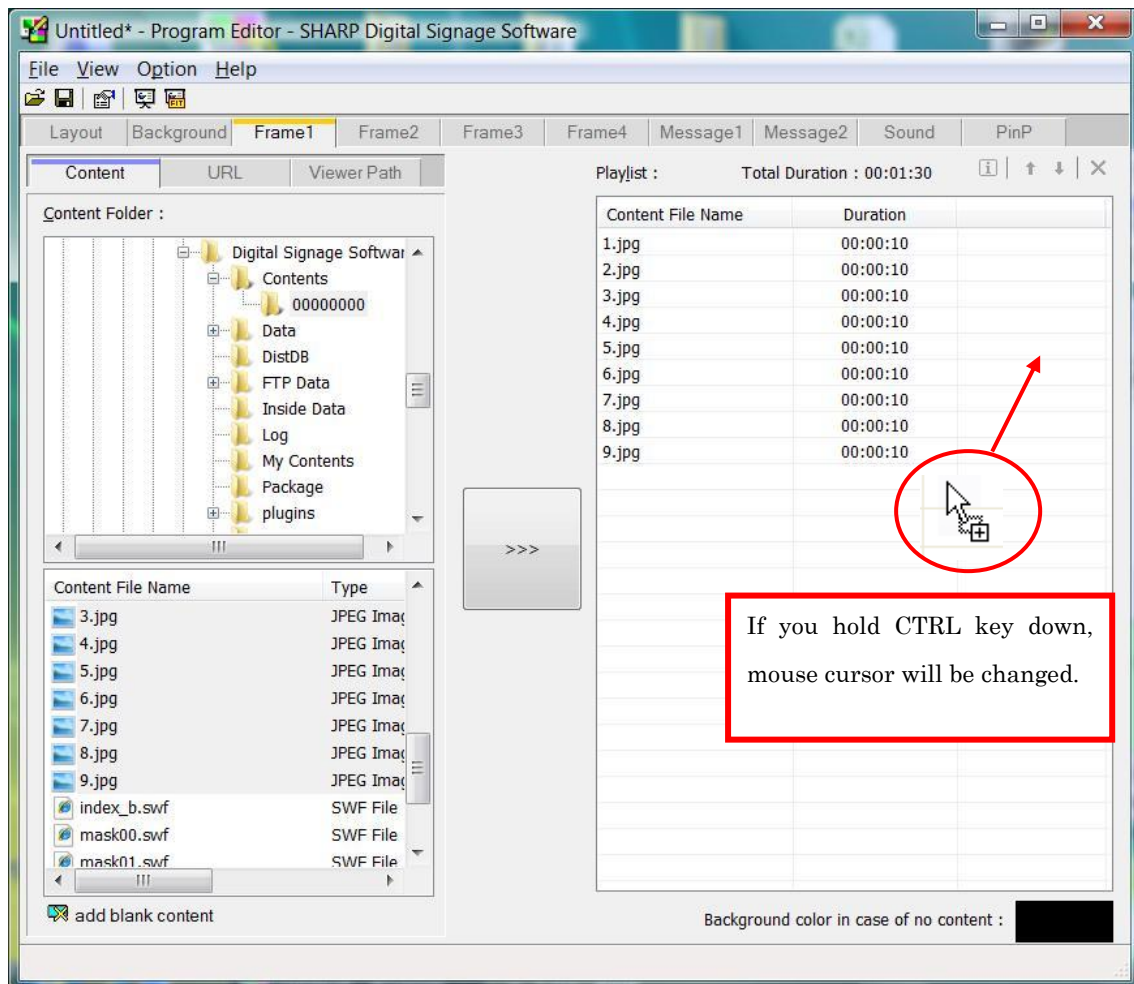 Untitled* - Program Editor - SHARP Digital Signage Software
File View Option Help
Layout Background Frame1 Frame2 Frame3 Frame4 Message1 Message2 Sound PinP
Content URL Viewer Path
Content Folder :
Digital Signage Softwar
Contents
00000000
Data
DistDB
FTP Data
Inside Data
Log
My Contents
Package
plugins
Content File Name Type
3.jpg JPEG Imag
4.jpg JPEG Imag
5.jpg JPEG Imag
6.jpg JPEG Imag
7.jpg JPEG Imag
8.jpg JPEG Imag
9.jpg JPEG Imag
index_b.swf SWF File
mask00.swf SWF File
mask01.swf SWF File
add blank content
>>>
Playlist : Total Duration : 00:01:30
Content File Name Duration
1.jpg 00:00:10
2.jpg 00:00:10
3.jpg 00:00:10
4.jpg 00:00:10
5.jpg 00:00:10
6.jpg 00:00:10
7.jpg 00:00:10
8.jpg 00:00:10
9.jpg 00:00:10
If you hold CTRL key down,
mouse cursor will be changed.
Background color in case of no content :